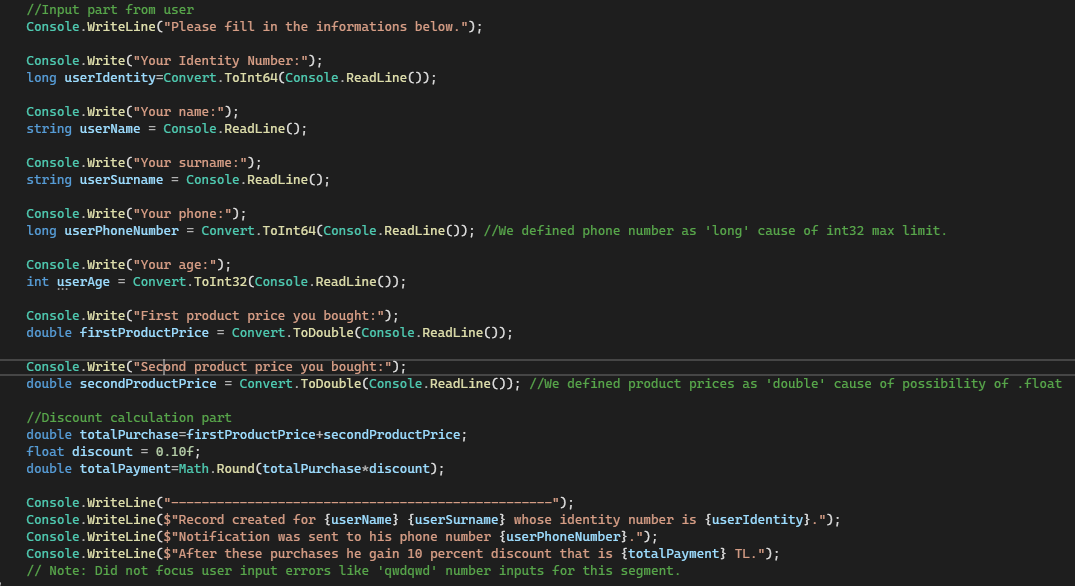 //Input part from user
Console.WriteLine("Please fill in the informations below.");
Console.Write("Your Identity Number:");
long userIdentity=Convert.ToInt64(Console.ReadLine());
Console.Write("Your name:");
string userName = Console.ReadLine();
Console.Write("Your surname:");
string userSurname = Console.ReadLine();
Console.Write("Your phone:");
long userPhoneNumber = Convert.ToInt64(Console.ReadLine()); //We defined phone number as 'long' cause of int32 max limit.
Console.Write("Your age:");
int userAge = Convert.ToInt32(Console.ReadLine());
Console.Write("First product price you bought:");
double firstProductPrice = Convert.ToDouble(Console.ReadLine());
Console.Write("Second product price you bought:");
double secondProductPrice = Convert.ToDouble(Console.ReadLine()); //We defined product prices as 'double' cause of possibility of .float
//Discount calculation part
double totalPurchase=firstProductPrice+secondProductPrice;
float discount = 0.10f;
double totalPayment=Math.Round(totalPurchase*discount);
Console.WriteLine("--------------------------------------------------");
Console.WriteLine($"Record created for {userName} {userSurname} whose identity number is {userIdentity}.");
Console.WriteLine($"Notification was sent to his phone number {userPhoneNumber}.");
Console.WriteLine($"After these purchases he gain 10 percent discount that is {totalPayment} TL.");
// Note: Did not focus user input errors like 'qwdqwd' number inputs for this segment.